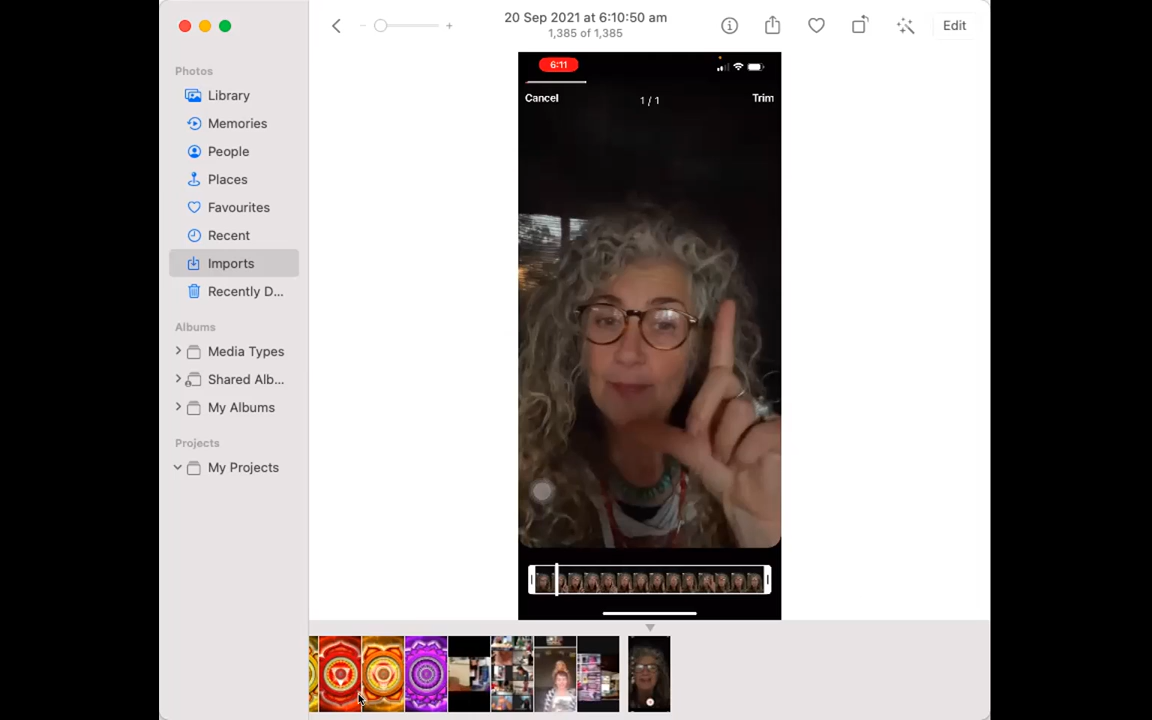 20 Sep 2021 at 6:10:50 am
1,385 of 1,385
Edit
Photos
Library
Memories
People
Places
Favourites
Recent
Imports
Recently D...
Albums
Media Types
Shared Alb...
My Albums
Projects
My Projects
6:11
Cancel
1 / 1
Trim